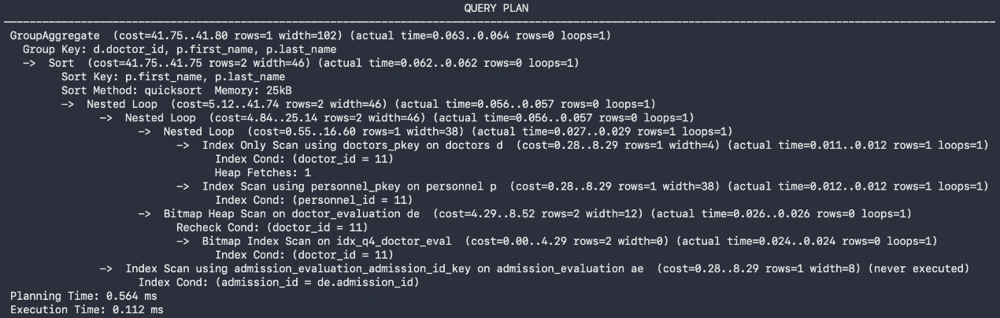 QUERY PLAN
GroupAggregate  (cost=41.75..41.80 rows=1 width=102) (actual time=0.063..0.064 rows=0 loops=1)
  Group Key: d.doctor_id, p.first_name, p.last_name
  ->  Sort  (cost=41.75..41.75 rows=2 width=46) (actual time=0.062..0.062 rows=0 loops=1)
        Sort Key: p.first_name, p.last_name
        Sort Method: quicksort  Memory: 25kB
        ->  Nested Loop  (cost=5.12..41.74 rows=2 width=46) (actual time=0.056..0.057 rows=0 loops=1)
              ->  Nested Loop  (cost=4.84..25.14 rows=2 width=46) (actual time=0.056..0.057 rows=0 loops=1)
                    ->  Nested Loop  (cost=0.55..16.60 rows=1 width=38) (actual time=0.027..0.029 rows=1 loops=1)
                          ->  Index Only Scan using doctors_pkey on doctors d  (cost=0.28..8.29 rows=1 width=4) (actual time=0.011..0.012 rows=1 loops=1)
                                Index Cond: (doctor_id = 11)
                                Heap Fetches: 1
                          ->  Index Scan using personnel_pkey on personnel p  (cost=0.28..8.29 rows=1 width=38) (actual time=0.012..0.012 rows=1 loops=1)
                                Index Cond: (personnel_id = 11)
                    ->  Bitmap Heap Scan on doctor_evaluation de  (cost=4.29..8.52 rows=2 width=12) (actual time=0.026..0.026 rows=0 loops=1)
                          Recheck Cond: (doctor_id = 11)
                          ->  Bitmap Index Scan on idx_q4_doctor_eval  (cost=0.00..4.29 rows=2 width=0) (actual time=0.024..0.024 rows=0 loops=1)
                                Index Cond: (doctor_id = 11)
              ->  Index Scan using admission_evaluation_admission_id_key on admission_evaluation ae  (cost=0.28..8.29 rows=1 width=8) (never executed)
                    Index Cond: (admission_id = de.admission_id)
Planning Time: 0.564 ms
Execution Time: 0.112 ms